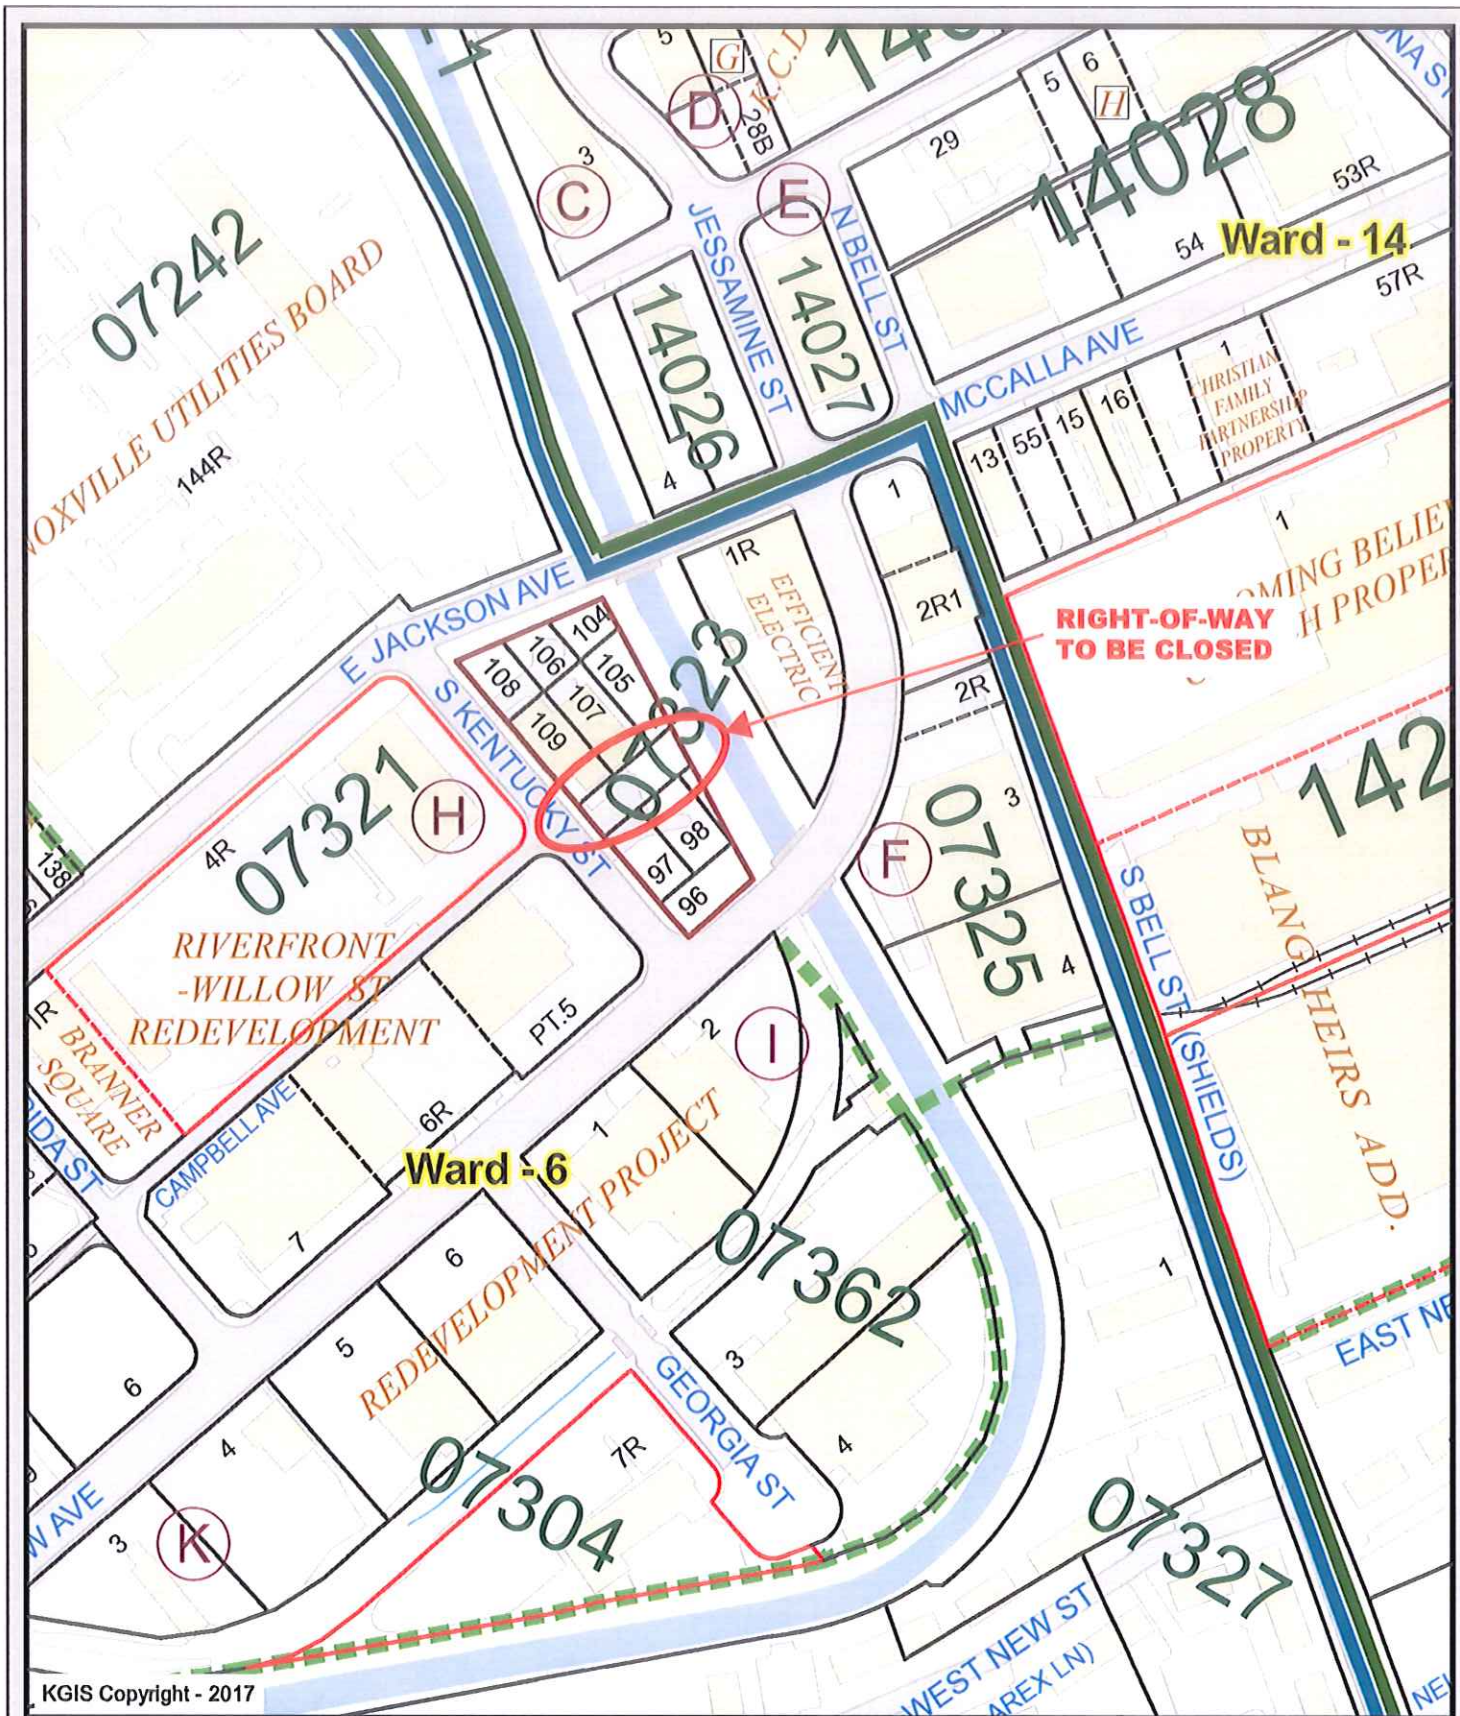 5
G
D
28B
5
6
H
14028
29
53R
Ward - 14
54
57R
C
3
E
JESSAMINE ST
N BELL ST
14027
14026
4
MCCALLA AVE
07242
KNOXVILLE UTILITIES BOARD
144R
1
CHRISTIAN
FAMILY
PARTNERSHIP
PROPERTY
13
55
15
16
1
1
1R
EFFICIENT
ELECTRIC
2R1
RIGHT-OF-WAY
TO BE CLOSED
2R
E JACKSON AVE
S KENTUCKY ST
104
106
108
105
107
109
07323
98
97
96
07321
H
4R
138
RIVERFRONT
-WILLOW ST
REDEVELOPMENT
1R
BRANNER
SQUARE
PT.5
6R
CAMPBELL AVE
7
Ward - 6
F
3
07325
4
142
BLANG HEIRS ADD.
S BELL ST (SHIELDS)
I
2
1
REDEVELOPMENT PROJECT
07362
3
4
GEORGIA ST
1
EAST NE
6
5
6
4
3
K
W AVE
7R
07304
07327
WEST NEW ST
AREX LN)
KGIS Copyright - 2017